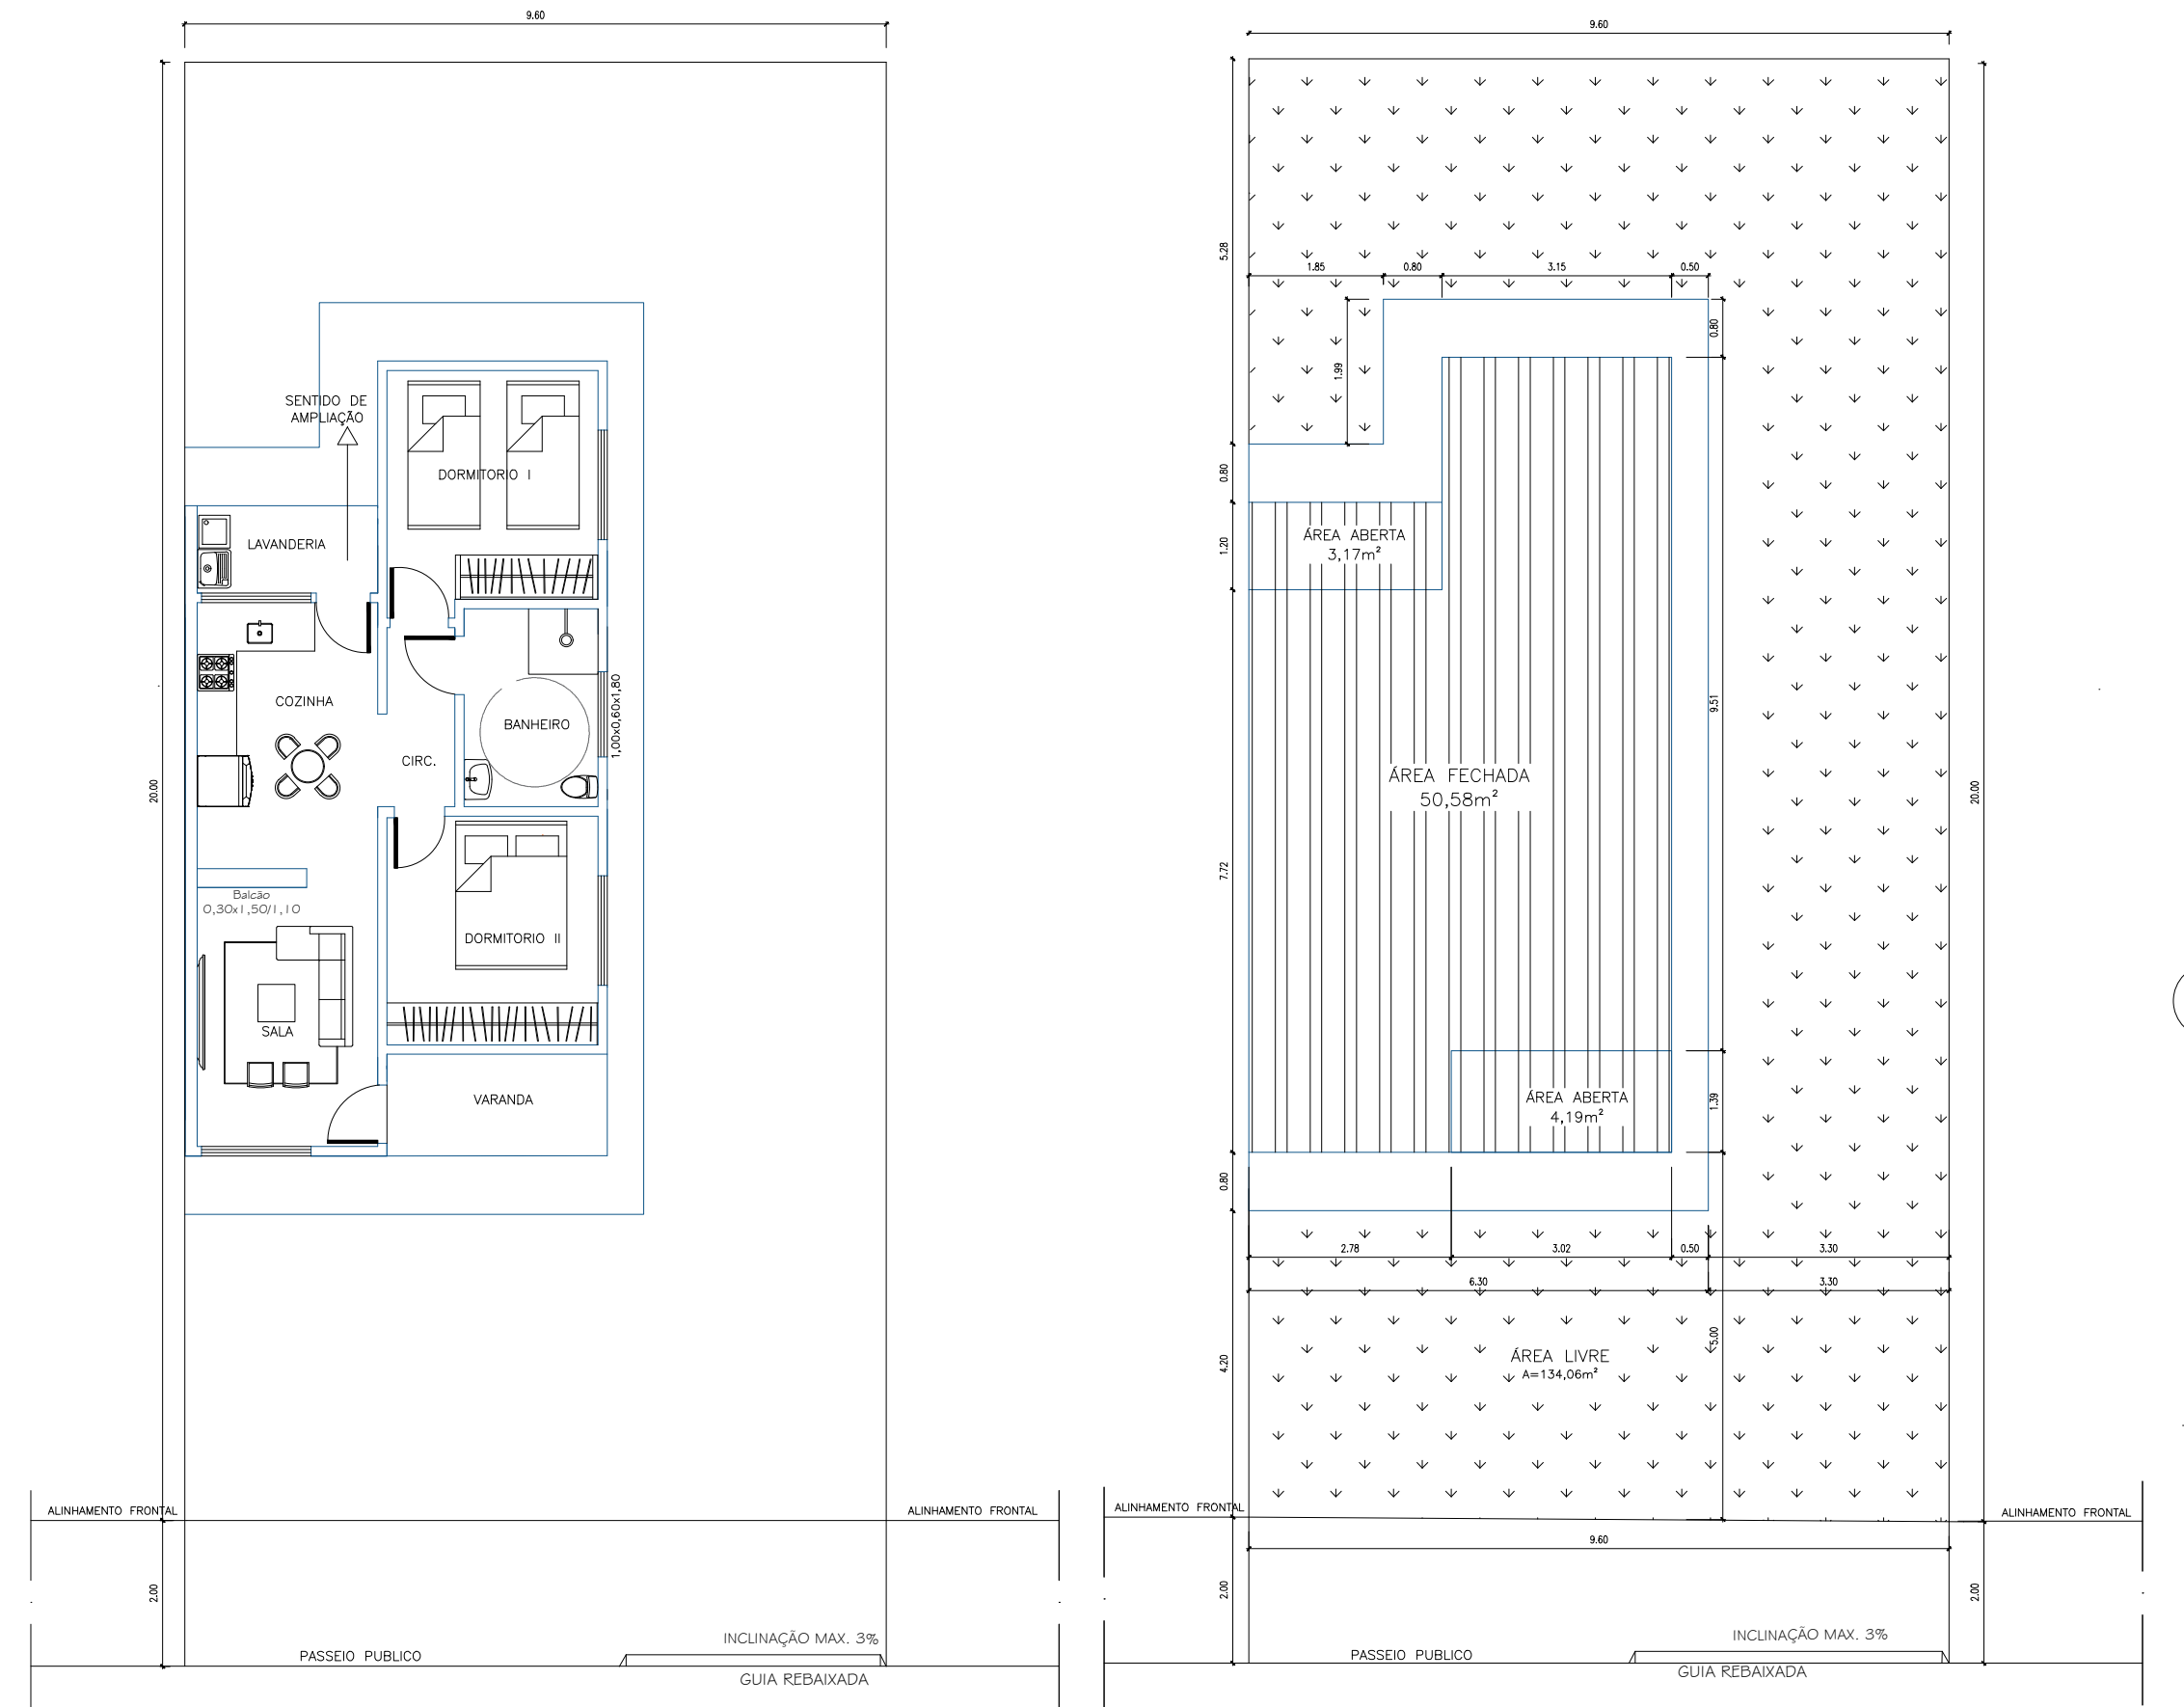 9.60
SENTIDO DE
AMPLIAÇÃO
DORMITORIO I
LAVANDERIA
COZINHA
BANHEIRO
1,00x0,60x1,80
CIRC.
20.00
Balcão
0,30x1,50/1,10
DORMITORIO II
SALA
VARANDA
ALINHAMENTO FRONTAL
ALINHAMENTO FRONTAL
2.00
INCLINAÇÃO MAX. 3%
PASSEIO PUBLICO
GUIA REBAIXADA
9.60
5.28
1.85
0.80
3.15
0.50
0.80
1.99
0.80
ÁREA ABERTA
3,17m²
1.20
9.51
ÁREA FECHADA
50,58m²
20.00
7.72
ÁREA ABERTA
4,19m²
1.39
0.80
2.78
3.02
0.50
3.30
6.30
3.30
5.00
4.20
ÁREA LIVRE
A=134,06m²
ALINHAMENTO FRONTAL
ALINHAMENTO FRONTAL
9.60
2.00
2.00
INCLINAÇÃO MAX. 3%
PASSEIO PUBLICO
GUIA REBAIXADA